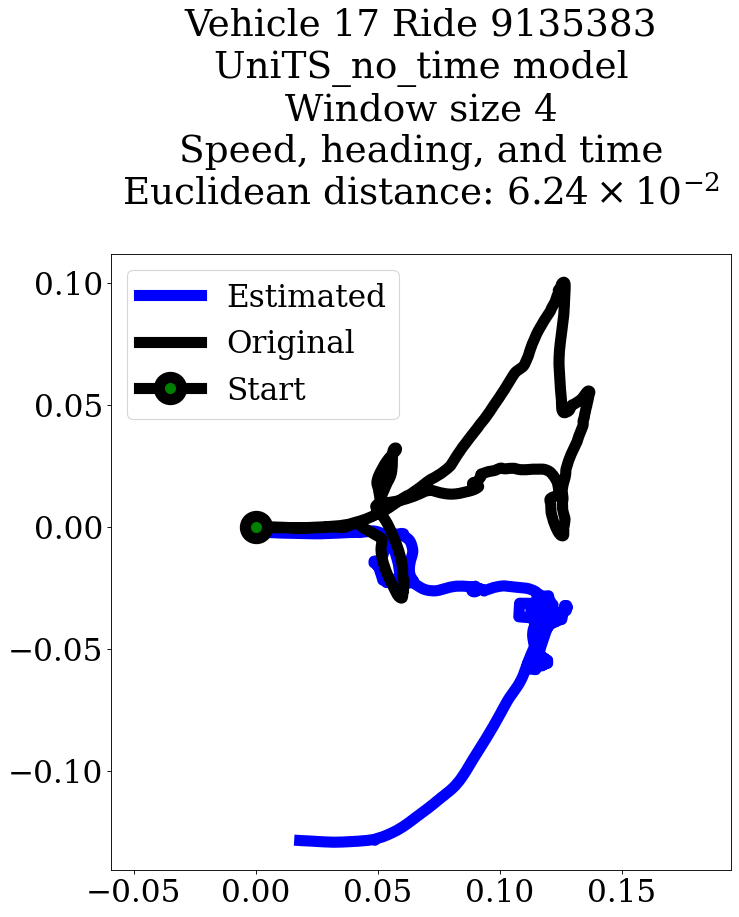 Vehicle 17 Ride 9135383
UniTS_no_time model
Window size 4
Speed, heading, and time
Euclidean distance: 6.24 × 10⁻²
Estimated
Original
Start
0.10
0.05
0.00
−0.05
−0.10
−0.05 0.00 0.05 0.10 0.15